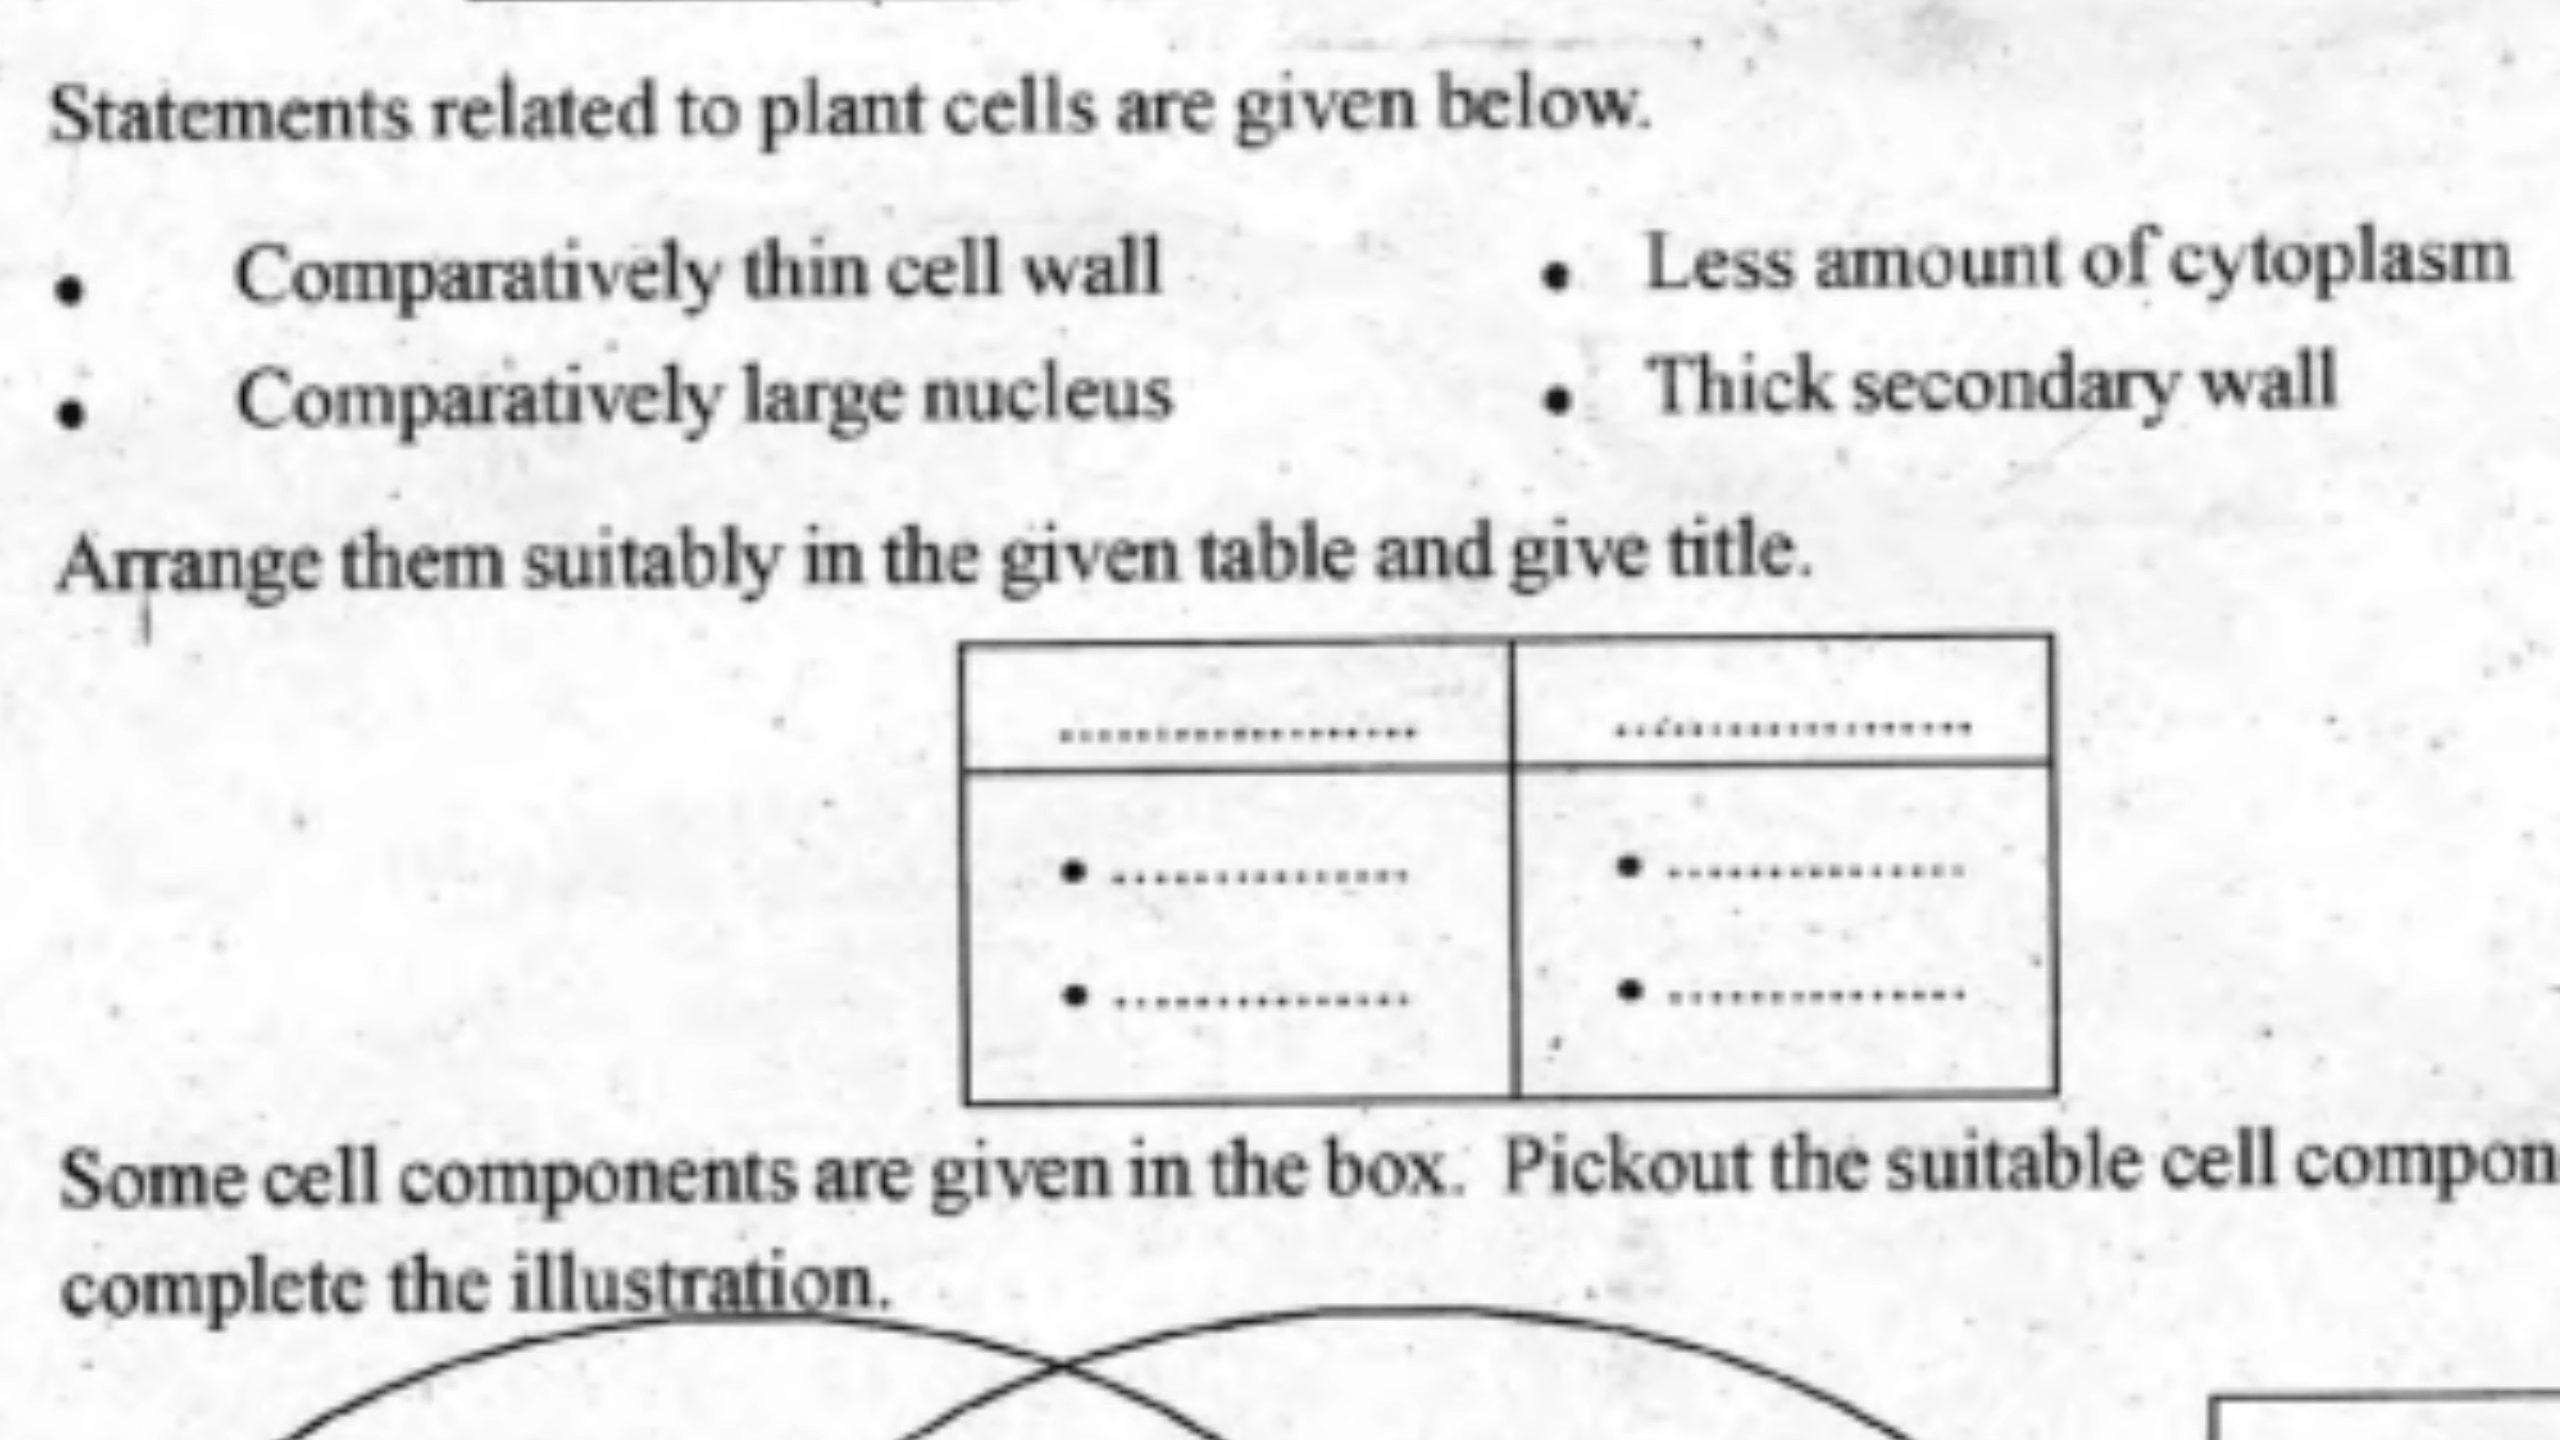 Statements related to plant cells are given below.
• Comparatively thin cell wall • Less amount of cytoplasm
• Comparatively large nucleus • Thick secondary wall
Arrange them suitably in the given table and give title.
.................. ..................
• ............... • ...............
• ............... • ...............
Some cell components are given in the box. Pickout the suitable cell compon
complete the illustration.